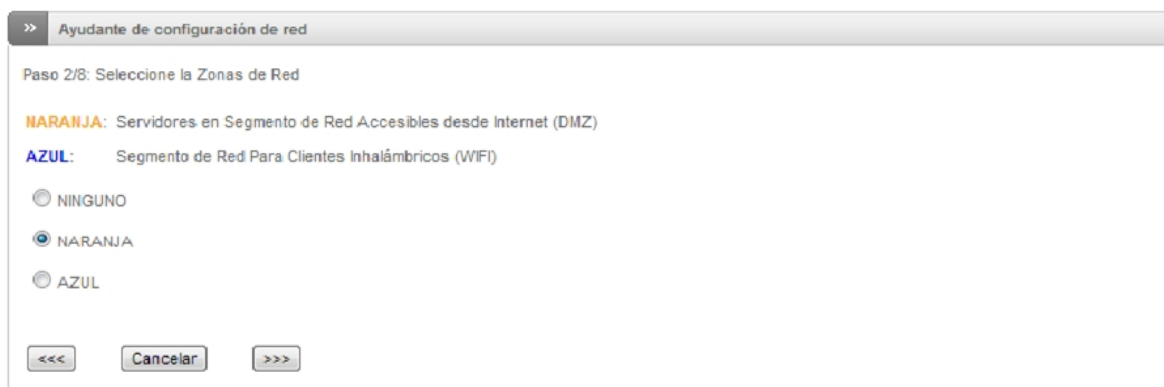 » Ayudante de configuración de red
Paso 2/8: Seleccione la Zonas de Red
NARANJA: Servidores en Segmento de Red Accesibles desde Internet (DMZ)
AZUL: Segmento de Red Para Clientes Inhalámbricos (WIFI)
NINGUNO
NARANJA
AZUL
<<< Cancelar >>>